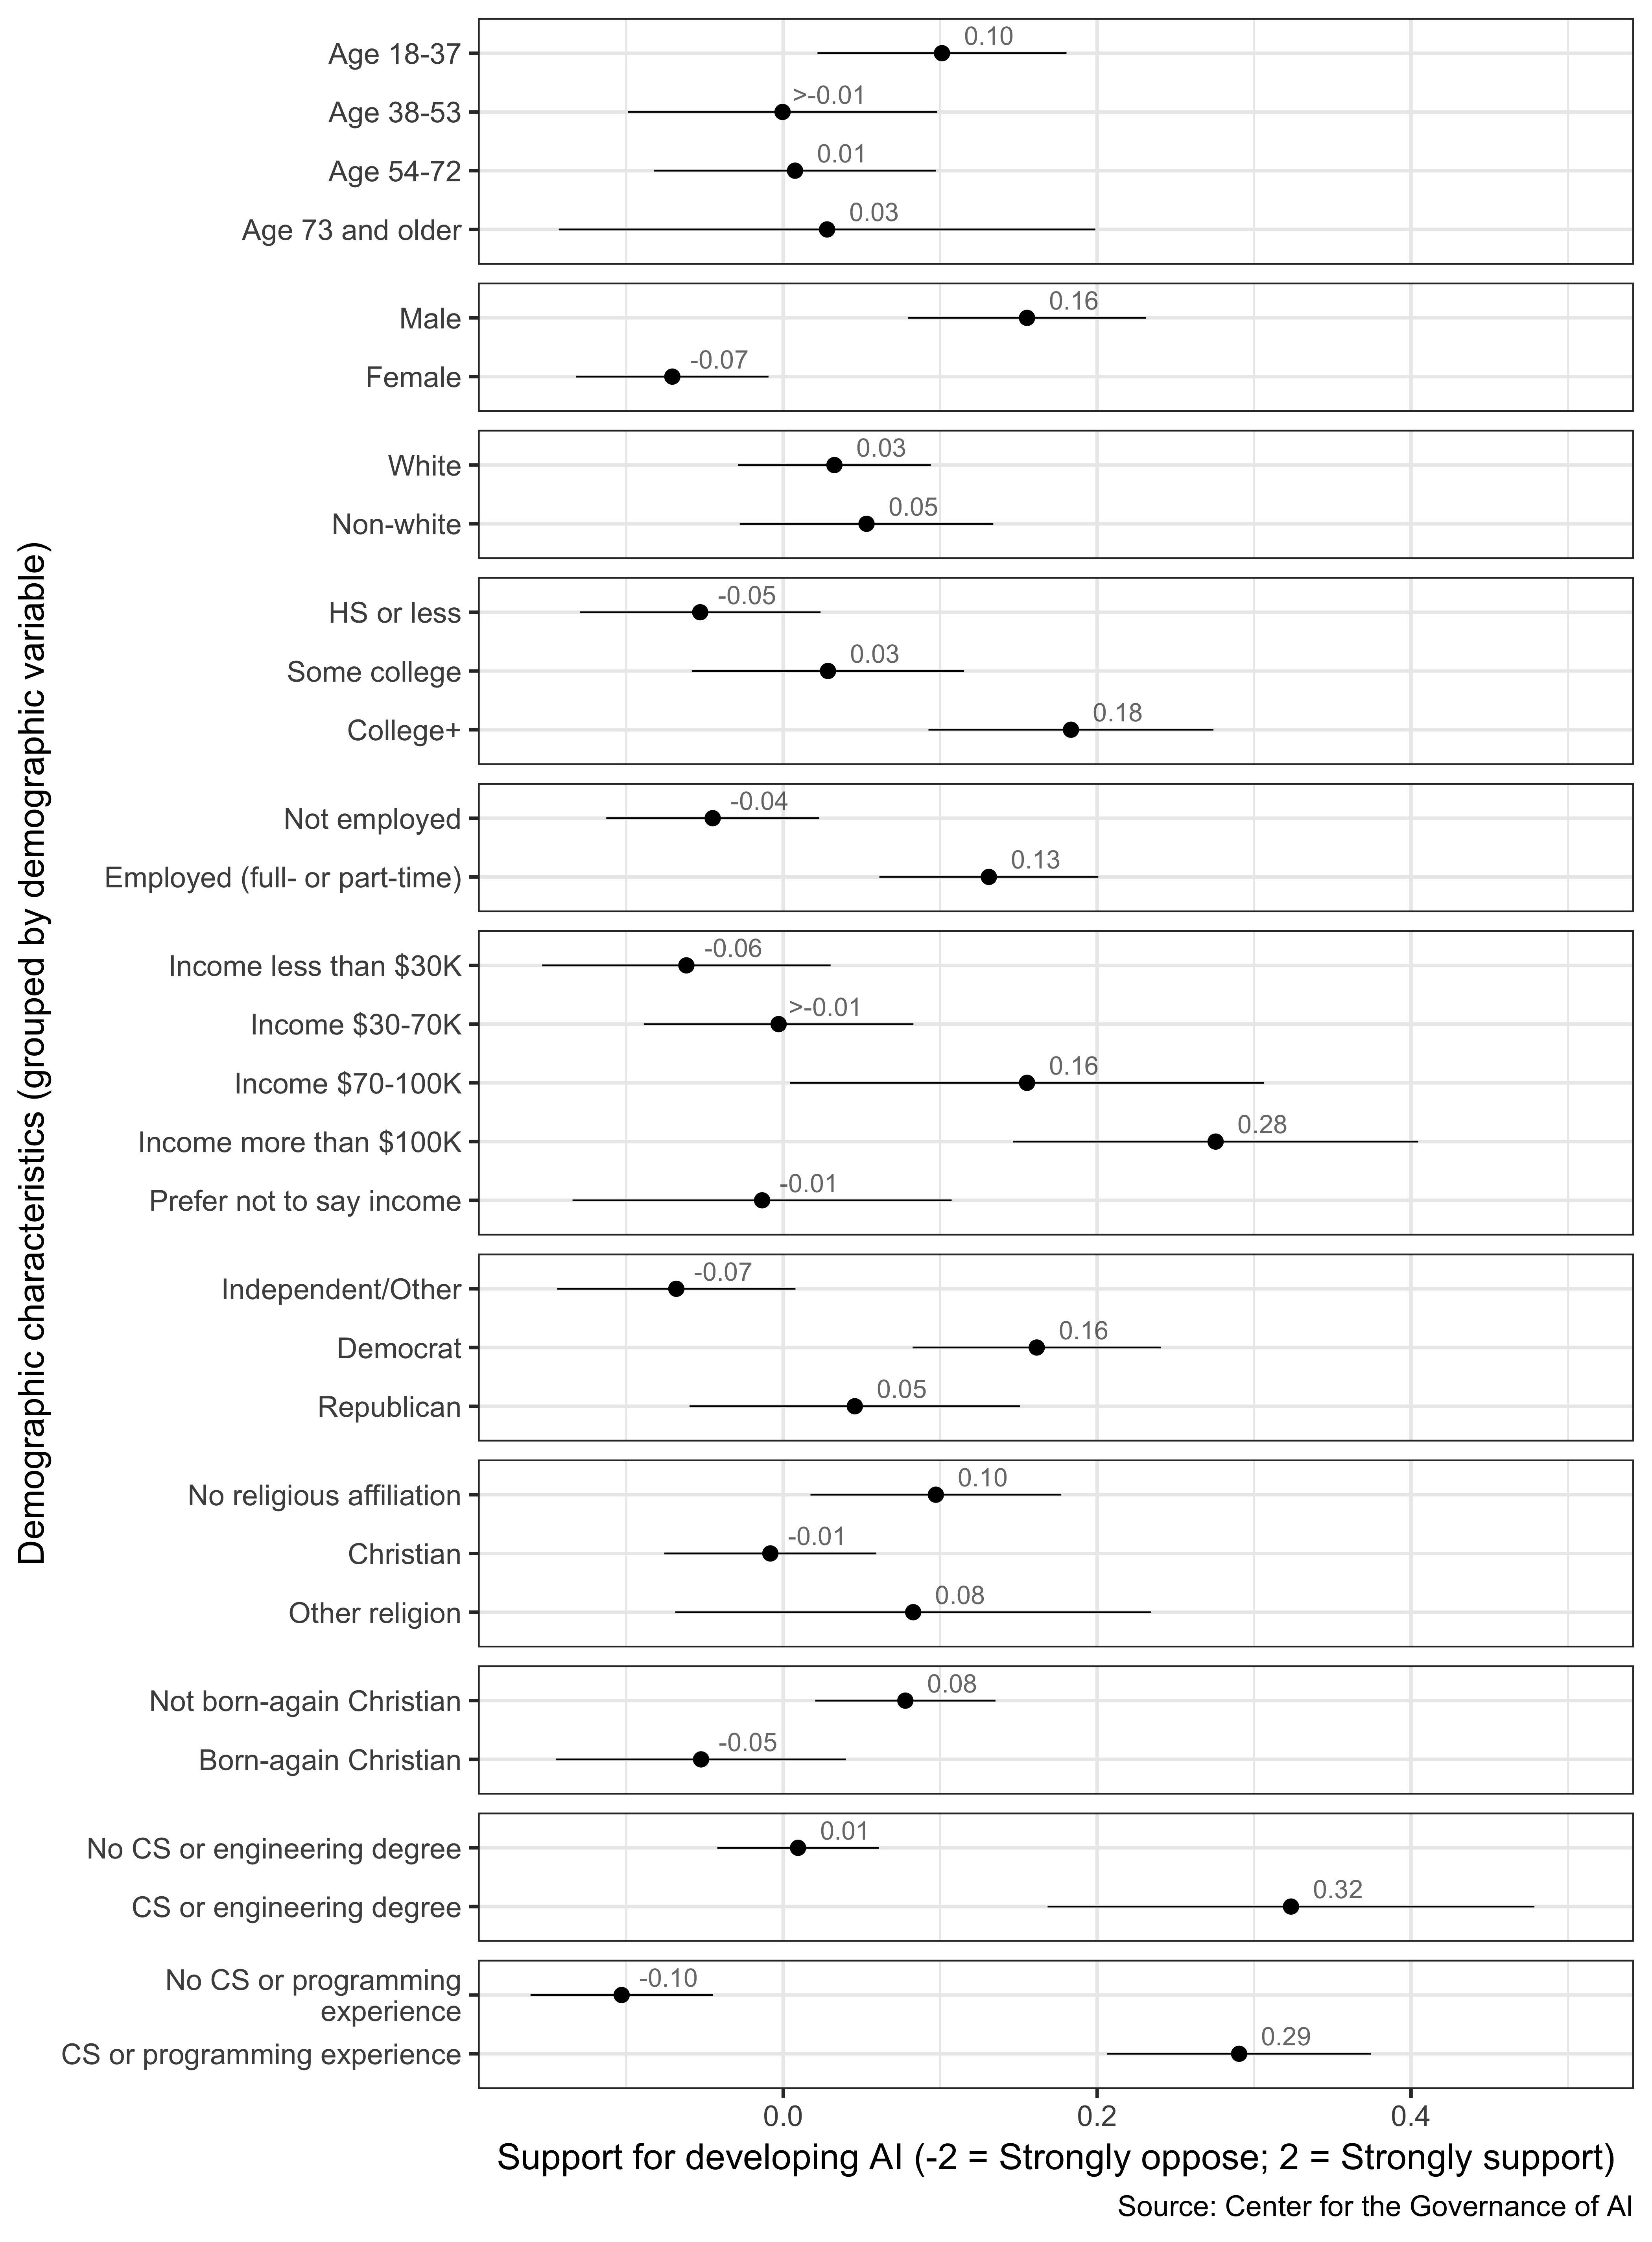 Age 18-37
0.10
Age 38-53
>-0.01
Age 54-72
0.01
Age 73 and older
0.03
Male
0.16
Female
-0.07
White
0.03
Non-white
0.05
HS or less
-0.05
Some college
0.03
College+
0.18
Not employed
-0.04
Employed (full- or part-time)
0.13
Income less than $30K
-0.06
Income $30-70K
>-0.01
Income $70-100K
0.16
Income more than $100K
0.28
Prefer not to say income
-0.01
Independent/Other
-0.07
Democrat
0.16
Republican
0.05
No religious affiliation
0.10
Christian
-0.01
Other religion
0.08
Not born-again Christian
0.08
Born-again Christian
-0.05
No CS or engineering degree
0.01
CS or engineering degree
0.32
No CS or programming
experience
-0.10
CS or programming experience
0.29
0.0 0.2 0.4
Support for developing AI (-2 = Strongly oppose; 2 = Strongly support)
Source: Center for the Governance of AI
Demographic characteristics (grouped by demographic variable)